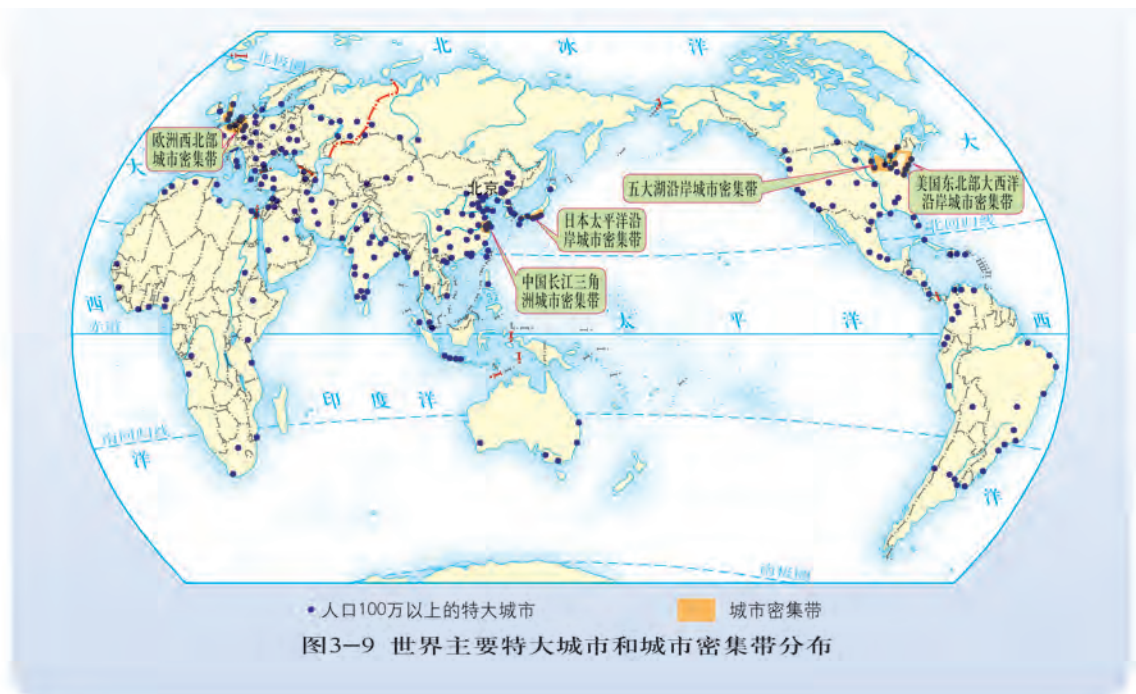 北 冰 洋
北极圈
欧洲西北部
城市密集带
大
大
五大湖沿岸城市密集带
美国东北部大西洋
沿岸城市密集带
北京
日本太平洋沿
岸城市密集带
北回归线
中国长江三角
洲城市密集带
西
赤道
太 平 洋
西
印 度 洋
南回归线
洋
洋
南极圈
人口100万以上的特大城市
城市密集带
图3-9 世界主要特大城市和城市密集带分布